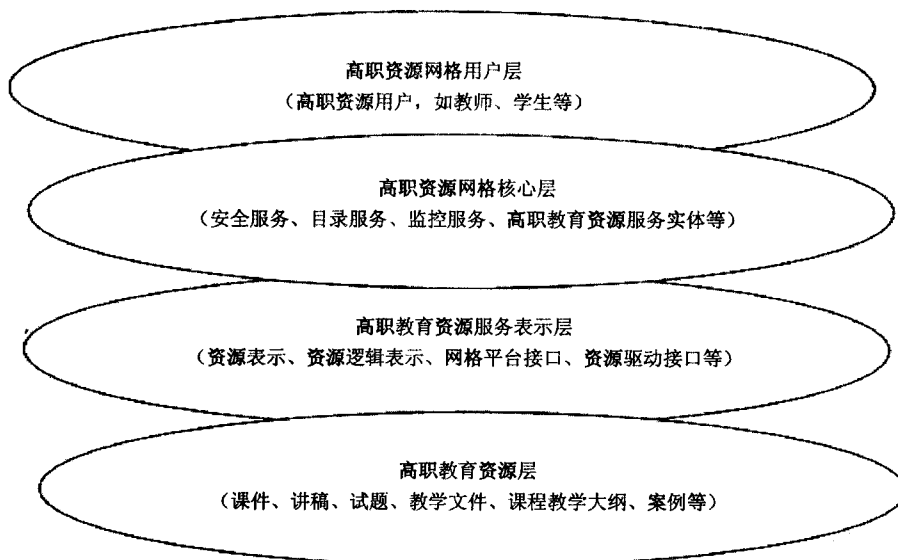 高职资源网格用户层
（高职资源用户，如教师、学生等）
高职资源网格核心层
（安全服务、目录服务、监控服务、高职教育资源服务实体等）
高职教育资源服务表示层
（资源表示、资源逻辑表示、网格平台接口、资源驱动接口等）
高职教育资源层
（课件、讲稿、试题、教学文件、课程教学大纲、案例等）